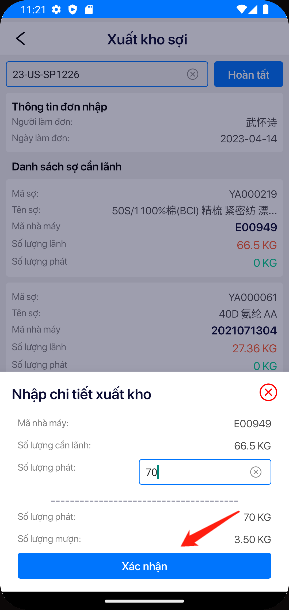 11:21
Xuất kho sợi
23-US-SP1226
Hoàn tất
Thông tin đơn nhập
Người làm đơn: 武怀诗
Ngày làm đơn: 2023-04-14
Danh sách sợ cần lãnh
Mã sợ: YA000219
Tên sợ: 50S/1 100%棉(BCI) 精梳 紧密纺 漂...
Mã nhà máy E00949
Số lượng lãnh 66.5 KG
Số lượng phát 0 KG
Mã sợ: YA000061
Tên sợ: 40D 氨纶 AA
Mã nhà máy 2021071304
Số lượng lãnh 27.36 KG
Số lượng phát 0 KG
Nhập chi tiết xuất kho
Mã nhà máy: E00949
Số lượng cần lãnh: 66.5 KG
Số lượng phát: 70
Số lượng phát: 70 KG
Số lượng mượn: 3.50 KG
Xác nhận